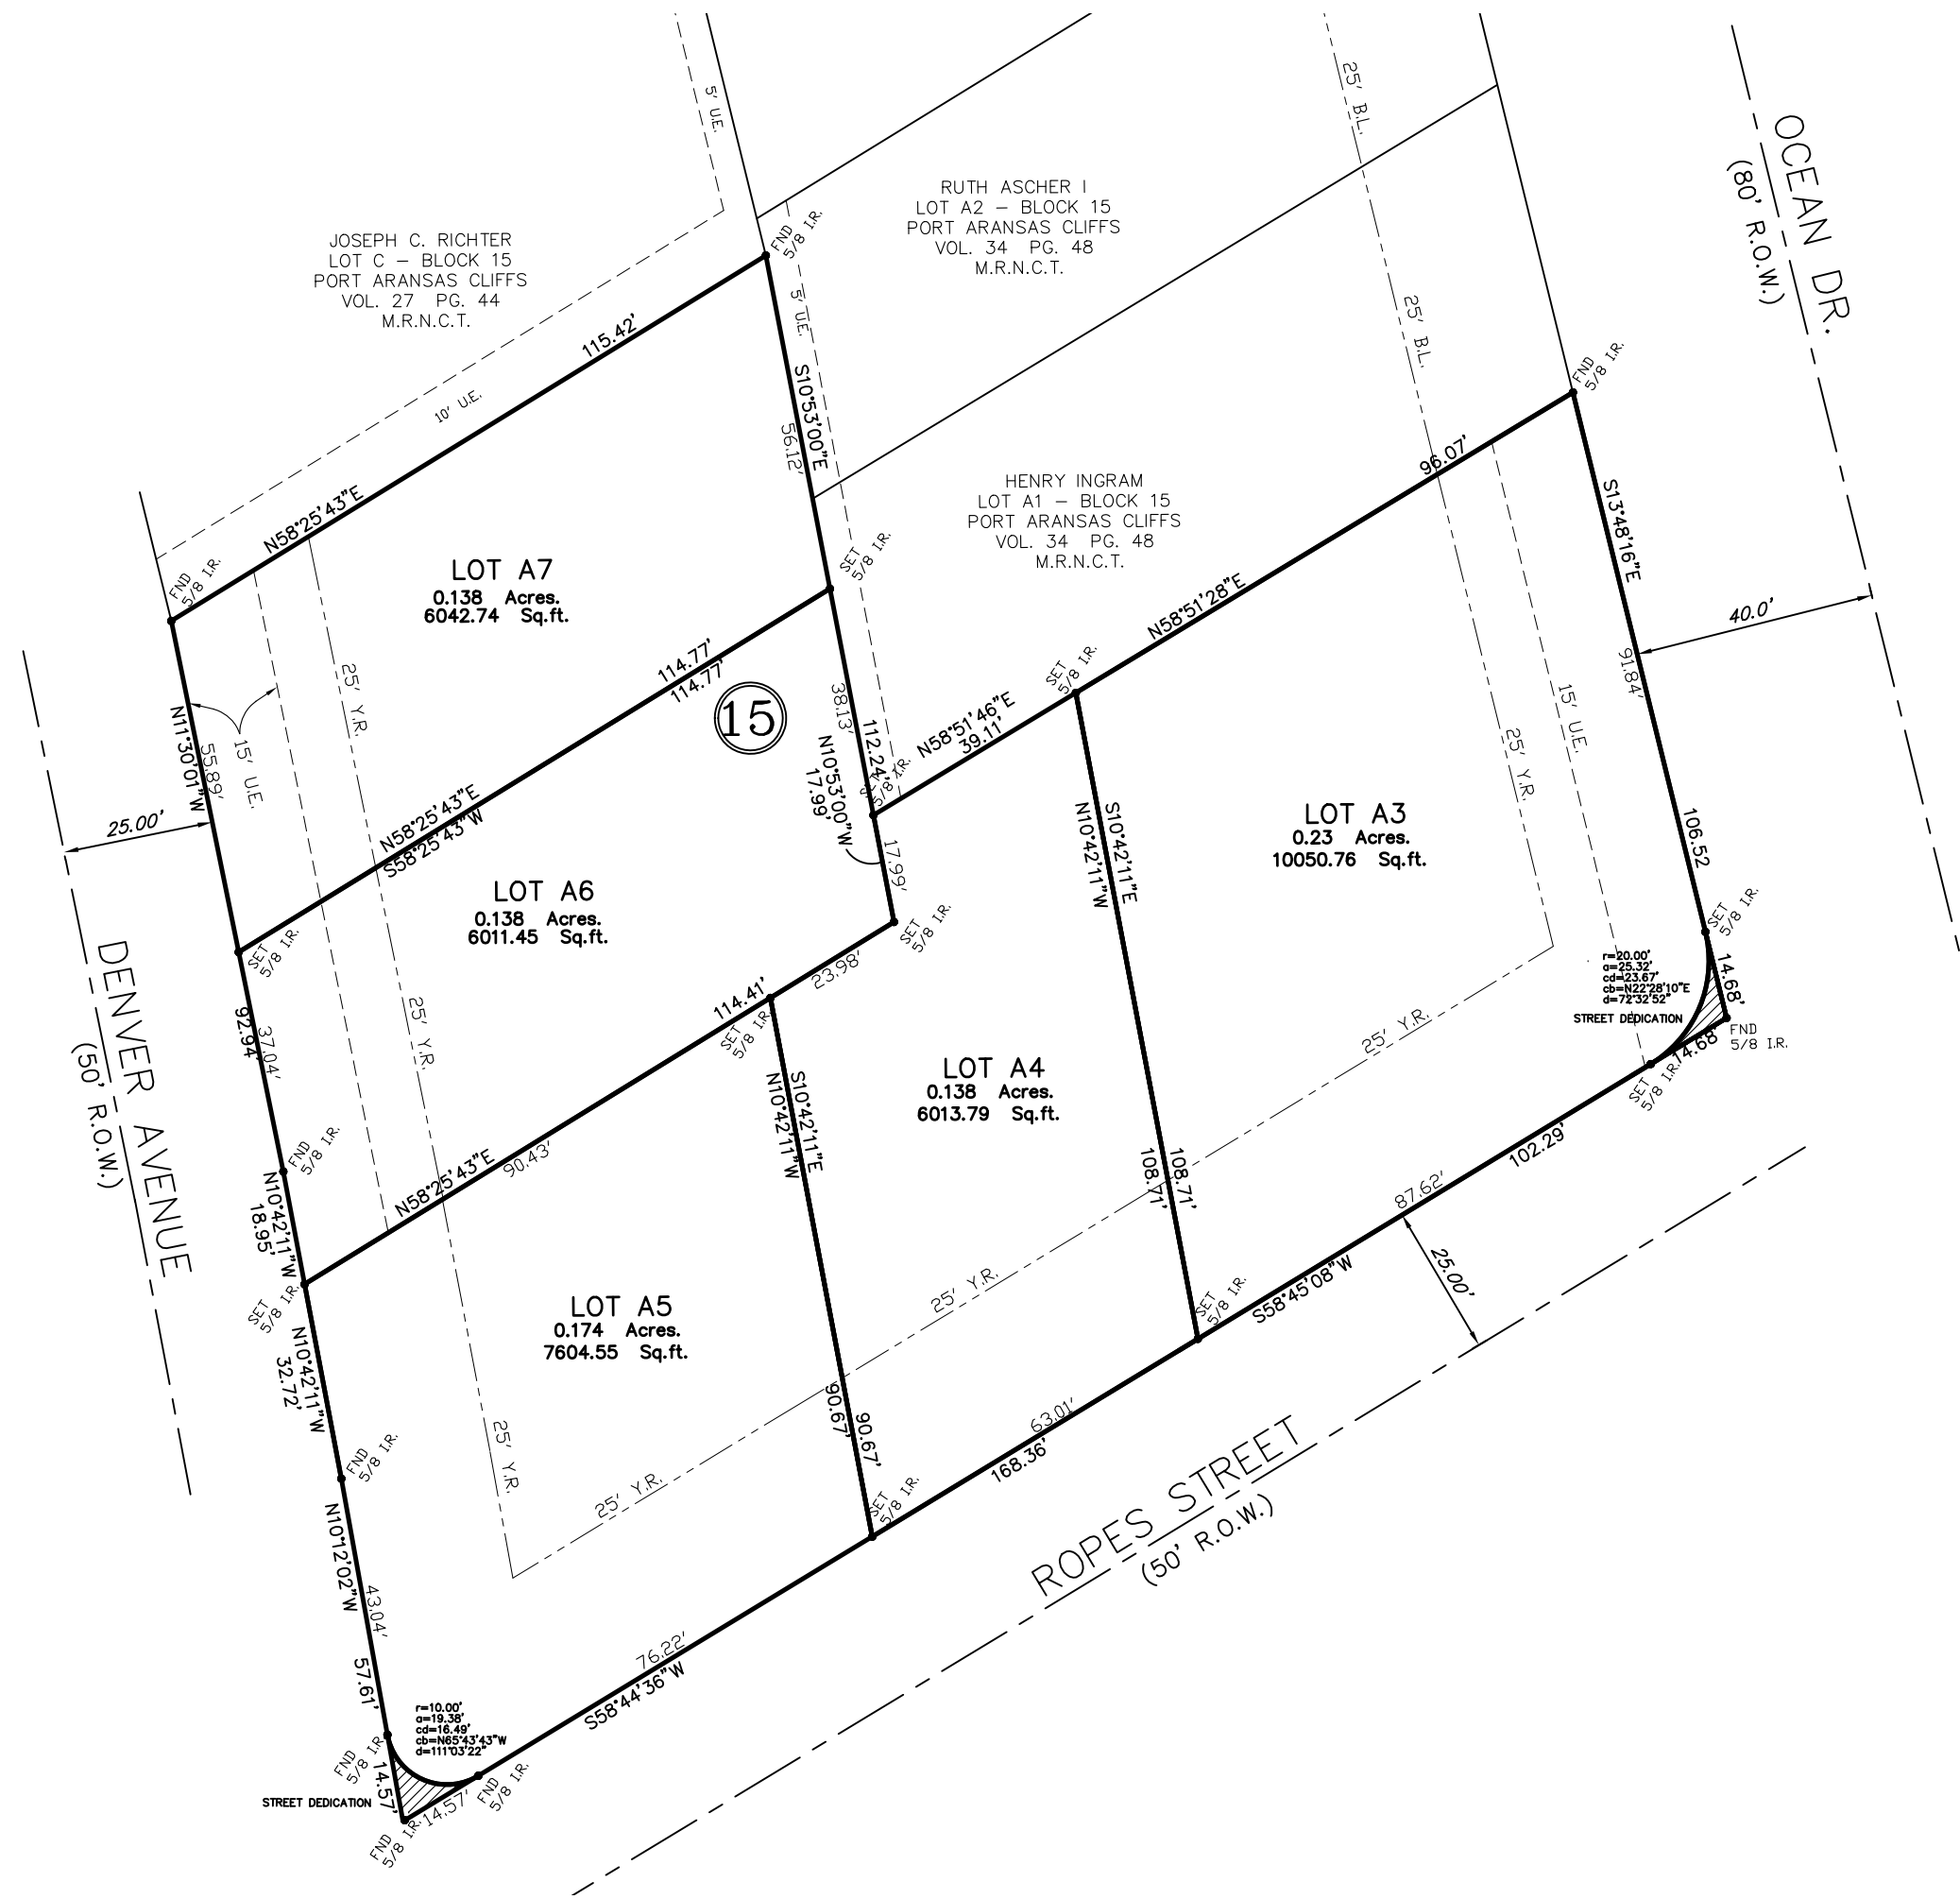 5' U.E.
25' B.L.
OCEAN DR.
(80' R.O.W.)
RUTH ASCHER I
LOT A2 – BLOCK 15
PORT ARANSAS CLIFFS
VOL. 34 PG. 48
M.R.N.C.T.
JOSEPH C. RICHTER
LOT C – BLOCK 15
PORT ARANSAS CLIFFS
VOL. 27 PG. 44
M.R.N.C.T.
FND
5/8 I.R.
5' U.E.
25' B.L.
115.42'
10' U.E.
N58°25'43"E
S10°53'00"E
56.12'
FND
5/8 I.R.
96.07'
HENRY INGRAM
LOT A1 – BLOCK 15
PORT ARANSAS CLIFFS
VOL. 34 PG. 48
M.R.N.C.T.
S13°48'16"E
91.84'
40.0'
FND
5/8 I.R.
LOT A7
0.138 Acres.
6042.74 Sq.ft.
SET
5/8 I.R.
N58°51'28"E
SET
5/8 I.R.
25' Y.R.
114.77'
114.77'
15
38.13'
112.24'
N58°51'46"E
39.11'
15' U.E.
25' Y.R.
N11°30'01"W
55.89'
15' U.E.
25.00'
N10°53'00"W
17.99'
5/8 I.R.
17.99'
N58°25'43"E
S58°25'43"W
N10°42'11"W
S10°42'11"E
LOT A3
0.23 Acres.
10050.76 Sq.ft.
106.52
LOT A6
0.138 Acres.
6011.45 Sq.ft.
SET
5/8 I.R.
SET
5/8 I.R.
SET
5/8 I.R.
23.98'
114.41'
SET
5/8 I.R.
r=20.00'
a=25.32'
cd=23.67'
cb=N22°28'10"E
d=72°32'52"
STREET DEDICATION
14.68'
14.68'
FND
5/8 I.R.
SET
5/8 I.R.
DENVER AVENUE
(50' R.O.W.)
92.94'
37.04'
25' Y.R.
25' Y.R.
LOT A4
0.138 Acres.
6013.79 Sq.ft.
N10°42'11"W
S10°42'11"E
FND
5/8 I.R.
N10°42'11"W
18.95'
N58°25'43"E
90.43'
108.71'
108.71'
102.29'
87.62'
25.00'
SET
5/8 I.R.
25' Y.R.
SET
5/8 I.R.
S58°45'08"W
LOT A5
0.174 Acres.
7604.55 Sq.ft.
N10°42'11"W
32.72'
90.67'
90.67'
63.01'
168.36'
FND
5/8 I.R.
25' Y.R.
25' Y.R.
SET
5/8 I.R.
ROPES STREET
(50' R.O.W.)
N10°12'02"W
43.04'
57.61'
76.22'
S58°44'36"W
r=10.00'
a=19.38'
cd=16.49'
cb=N65°43'43"W
d=111°03'22"
FND
5/8 I.R.
14.57'
STREET DEDICATION
14.57'
FND
5/8 I.R.
FND
5/8 I.R.